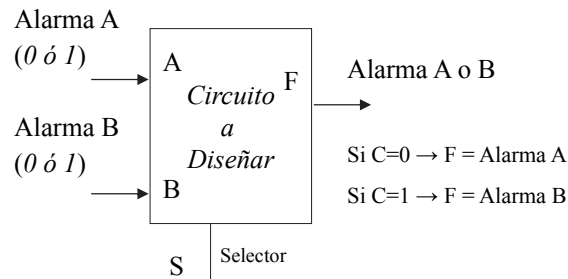 Alarma A
(0 ó 1)
A
Alarma B
(0 ó 1)
B
Circuito
a
Diseñar
F
S
Selector
Alarma A o B
Si C=0 → F = Alarma A
Si C=1 → F = Alarma B